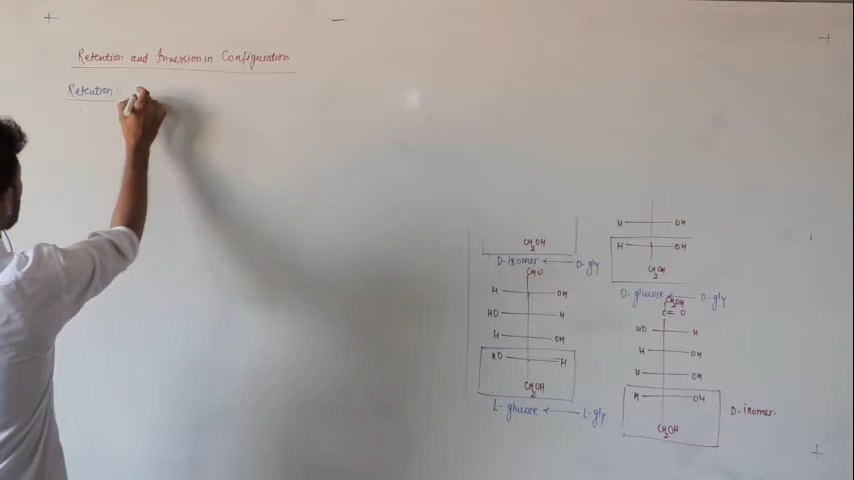 Retention and Inversion in Configuration
Retention:
CH2OH
D-isomer ← D-gly
CHO
H OH
HO H
H OH
HO H
CH2OH
L-glucose ← L-gly
H OH
H OH
CH2OH
D-glucose ← D-gly
CH2OH
C=O
HO H
H OH
H OH
H OH
CH2OH
D-isomer.